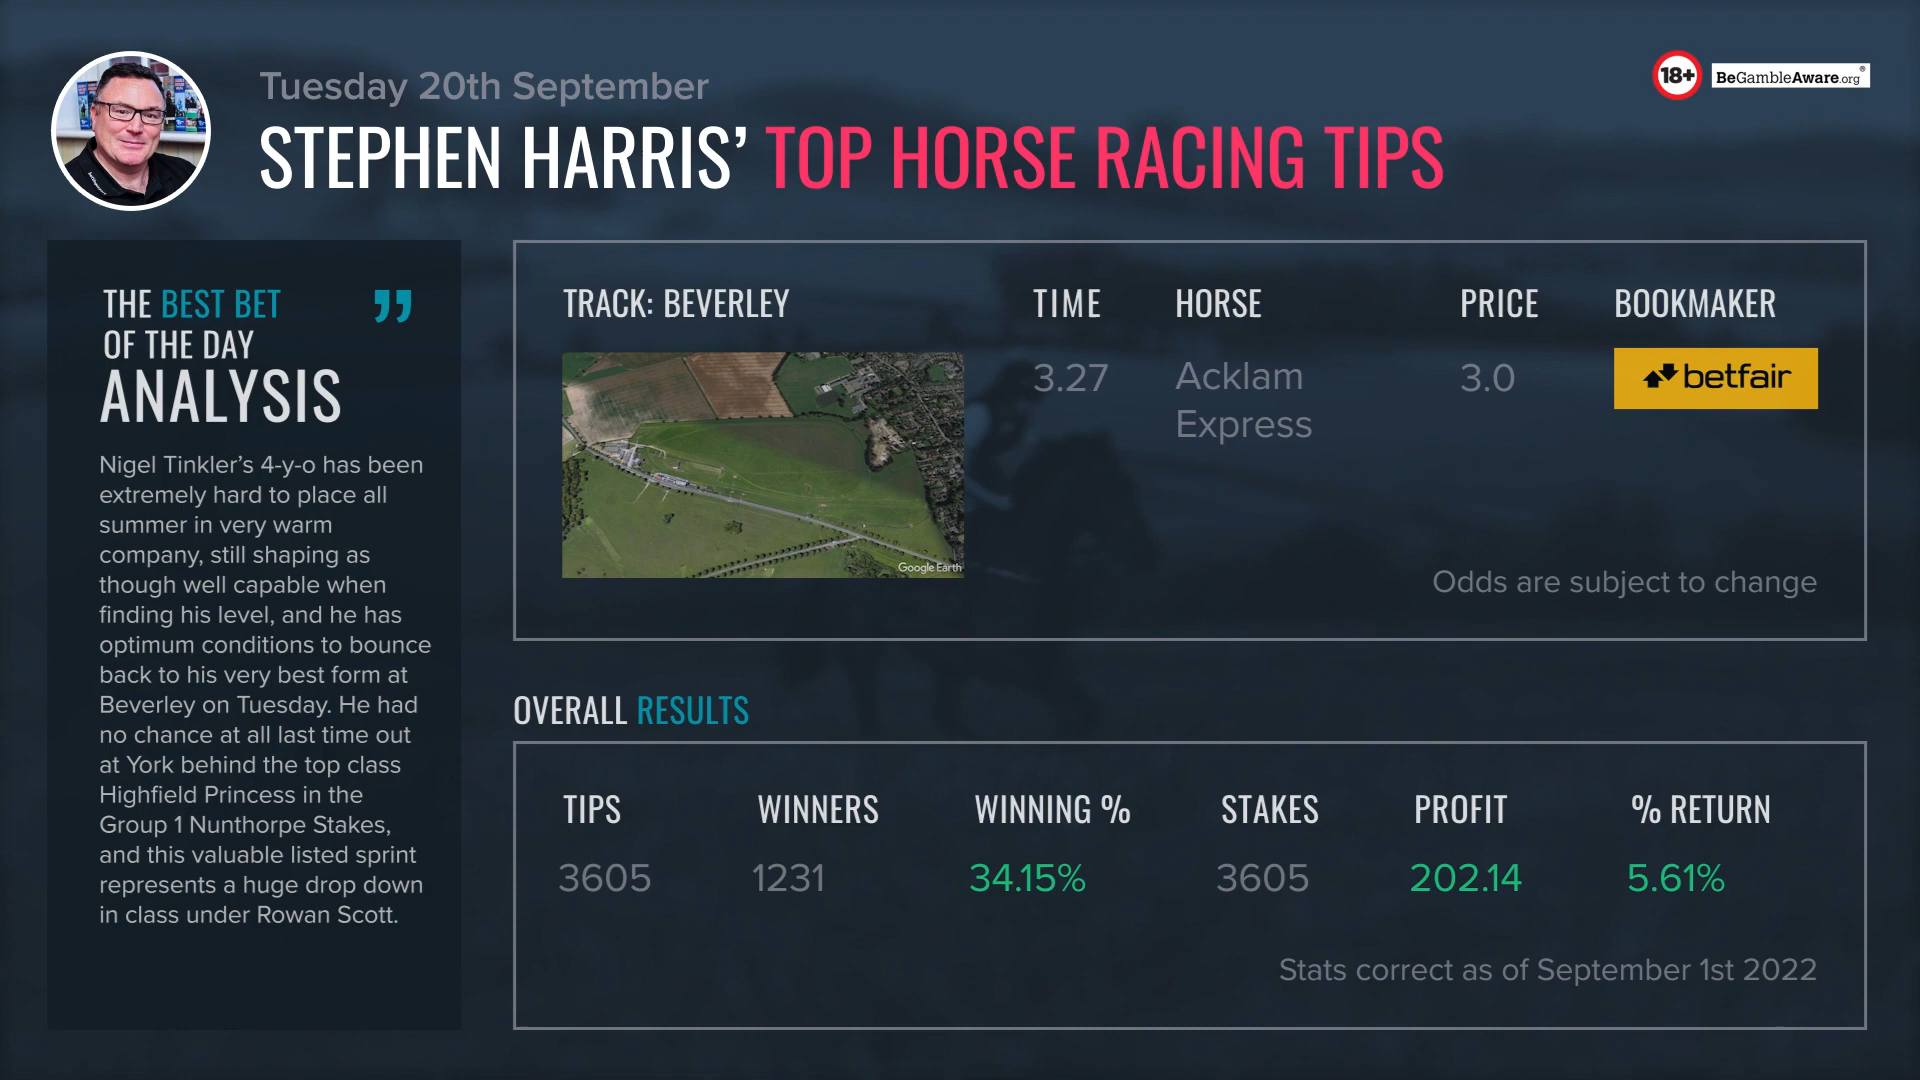 Tuesday 20th September
STEPHEN HARRIS’ TOP HORSE RACING TIPS
18+
BeGambleAware.org®
THE BEST BET
OF THE DAY
ANALYSIS
”
Nigel Tinkler’s 4-y-o has been
extremely hard to place all
summer in very warm
company, still shaping as
though well capable when
finding his level, and he has
optimum conditions to bounce
back to his very best form at
Beverley on Tuesday. He had
no chance at all last time out
at York behind the top class
Highfield Princess in the
Group 1 Nunthorpe Stakes,
and this valuable listed sprint
represents a huge drop down
in class under Rowan Scott.
TRACK: BEVERLEY TIME HORSE PRICE BOOKMAKER
3.27 Acklam Express 3.0 betfair
Google Earth
Odds are subject to change
OVERALL RESULTS
TIPS WINNERS WINNING % STAKES PROFIT % RETURN
3605 1231 34.15% 3605 202.14 5.61%
Stats correct as of September 1st 2022